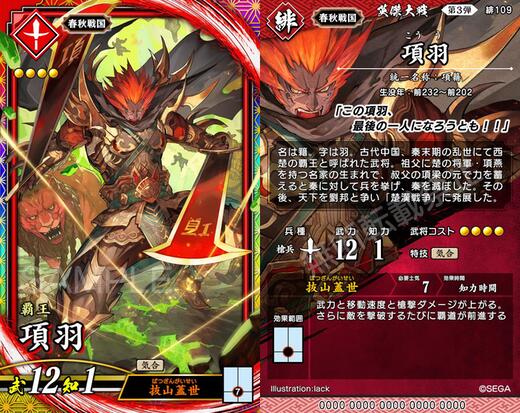 春秋戦国
覇王
項羽
気合
武12知1
ばつざんがいせい
抜山蓋世
7
SAMPLE
緋
春秋戦国
英傑大戦
第3弾
緋109
こうう
項羽
統一名称：項籍
生没年：前232～前202
「この項羽、
最後の一人になろうとも！！」
名は籍、字は羽。古代中国、秦末期の乱世にて西
楚の覇王と呼ばれた武将。祖父に楚の将軍・項燕
を持つ名家の生まれで、叔父の項梁の元で力を蓄
えると秦に対して兵を挙げ、秦を滅ぼした。その
後、天下を劉邦と争い「楚漢戦争」に発展した。
兵種 武力 知力 武将コスト
槍兵 12 1 特技 気合
ばつざんがいせい 必要士気 効果時間
抜山蓋世 7 知力時間
効果範囲
武力と移動速度と槍撃ダメージが上がる。
さらに敵を撃破するたびに覇道が前進する
Illustration:lack
©SEGA
0000 0000 0000 0000 0000